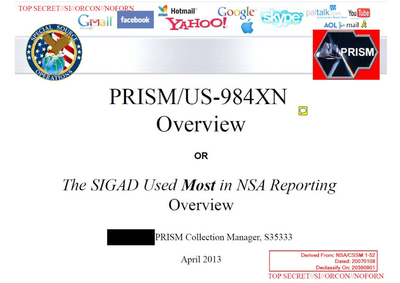 TOP SECRET//SI//ORCON//NOFORN
Gmail facebook Hotmail YAHOO! Google skype paltalk.com YouTube AOL mail
SPECIAL SOURCE OPERATIONS
PRISM
PRISM/US-984XN
Overview
OR
The SIGAD Used Most in NSA Reporting
Overview
PRISM Collection Manager, S35333
April 2013
Derived From: NSA/CSSM 1-52
Dated: 20070108
Declassify On: 20360901
TOP SECRET//SI//ORCON//NOFORN